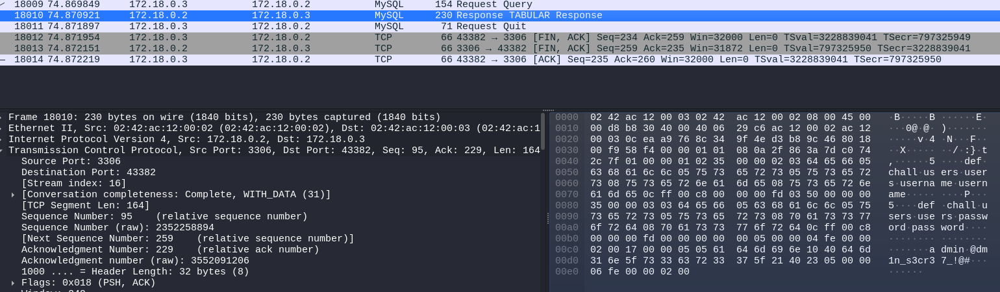 18009 74.869849 172.18.0.3 172.18.0.2 MySQL 154 Request Query
18010 74.870921 172.18.0.2 172.18.0.3 MySQL 230 Response TABULAR Response
18011 74.871897 172.18.0.3 172.18.0.2 MySQL 71 Request Quit
18012 74.871954 172.18.0.3 172.18.0.2 TCP 66 43382 → 3306 [FIN, ACK] Seq=234 Ack=259 Win=32000 Len=0 TSval=3228839041 TSecr=797325949
18013 74.872151 172.18.0.2 172.18.0.3 TCP 66 3306 → 43382 [FIN, ACK] Seq=259 Ack=235 Win=31872 Len=0 TSval=797325950 TSecr=3228839041
18014 74.872219 172.18.0.3 172.18.0.2 TCP 66 43382 → 3306 [ACK] Seq=235 Ack=260 Win=32000 Len=0 TSval=3228839041 TSecr=797325950
Frame 18010: 230 bytes on wire (1840 bits), 230 bytes captured (1840 bits)
Ethernet II, Src: 02:42:ac:12:00:02 (02:42:ac:12:00:02), Dst: 02:42:ac:12:00:03 (02:42:ac:1
Internet Protocol Version 4, Src: 172.18.0.2, Dst: 172.18.0.3
Transmission Control Protocol, Src Port: 3306, Dst Port: 43382, Seq: 95, Ack: 229, Len: 164
Source Port: 3306
Destination Port: 43382
[Stream index: 16]
[Conversation completeness: Complete, WITH_DATA (31)]
[TCP Segment Len: 164]
Sequence Number: 95 (relative sequence number)
Sequence Number (raw): 2352258894
[Next Sequence Number: 259 (relative sequence number)]
Acknowledgment Number: 229 (relative ack number)
Acknowledgment number (raw): 3552091206
1000 .... = Header Length: 32 bytes (8)
Flags: 0x018 (PSH, ACK)
0000 02 42 ac 12 00 03 02 42 ac 12 00 02 08 00 45 00 ·B·····B ······E·
0010 00 d8 b8 30 40 00 40 06 29 c6 ac 12 00 02 ac 12 ···0@·@· )·······
0020 00 03 0c ea a9 76 8c 34 9f 4e d3 b8 9c 46 80 18 ·····v·4 ·N···F··
0030 00 f9 58 f4 00 00 01 01 08 0a 2f 86 3a 7d c0 74 ··X····· ··/·:}·t
0040 2c 7f 01 00 00 01 02 35 00 00 02 03 64 65 66 05 ,······5 ····def·
0050 63 68 61 6c 6c 05 75 73 65 72 73 05 75 73 65 72 chall·us ers·user
0060 73 08 75 73 65 72 6e 61 6d 65 08 75 73 65 72 6e s·userna me·usern
0070 61 6d 65 0c ff 00 c8 00 00 00 fd 03 50 00 00 00 ame····· ····P···
0080 35 00 00 03 03 64 65 66 05 63 68 61 6c 6c 05 75 5····def ·chall·u
0090 73 65 72 73 05 75 73 65 72 73 08 70 61 73 73 77 sers·use rs·passw
00a0 6f 72 64 08 70 61 73 73 77 6f 72 64 0c ff 00 c8 ord·pass word····
00b0 00 00 00 fd 00 00 00 00 00 05 00 00 04 fe 00 00 ········ ········
00c0 02 00 17 00 00 05 05 61 64 6d 69 6e 10 40 64 6d ·······a dmin·@dm
00d0 31 6e 5f 73 33 63 72 33 37 5f 21 40 23 05 00 00 1n_s3cr3 7_!@#···
00e0 06 fe 00 00 02 00 ······